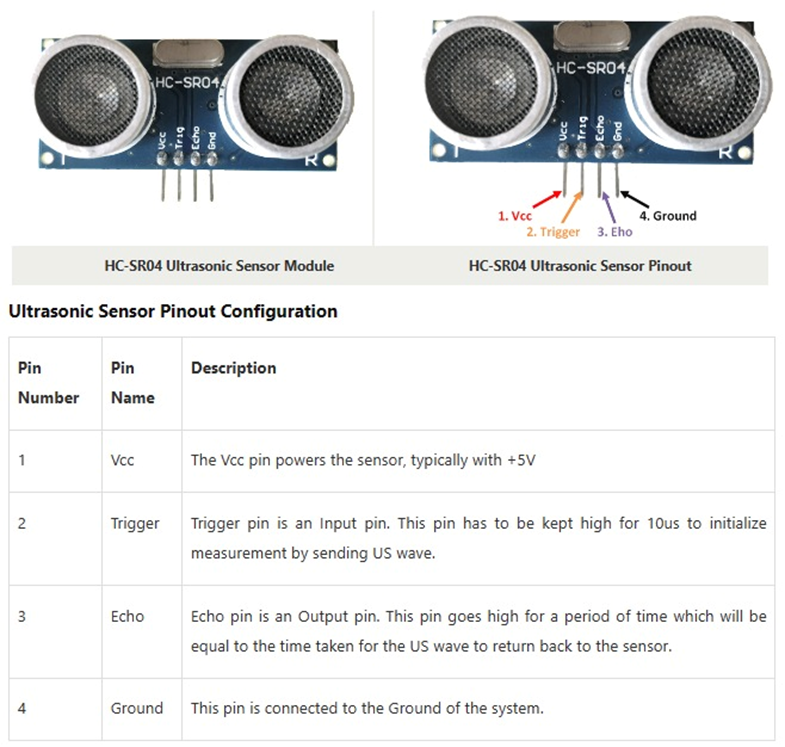 HC-SR04
Vcc
Trig
Echo
Gnd
T
R
HC-SR04
Vcc
Trig
Echo
Gnd
T
R
1. Vcc
4. Ground
2. Trigger
3. Eho
HC-SR04 Ultrasonic Sensor Module
HC-SR04 Ultrasonic Sensor Pinout
Ultrasonic Sensor Pinout Configuration
Pin
Number
Pin
Name
Description
1
Vcc
The Vcc pin powers the sensor, typically with +5V
2
Trigger
Trigger pin is an Input pin. This pin has to be kept high for 10us to initialize
measurement by sending US wave.
3
Echo
Echo pin is an Output pin. This pin goes high for a period of time which will be
equal to the time taken for the US wave to return back to the sensor.
4
Ground
This pin is connected to the Ground of the system.